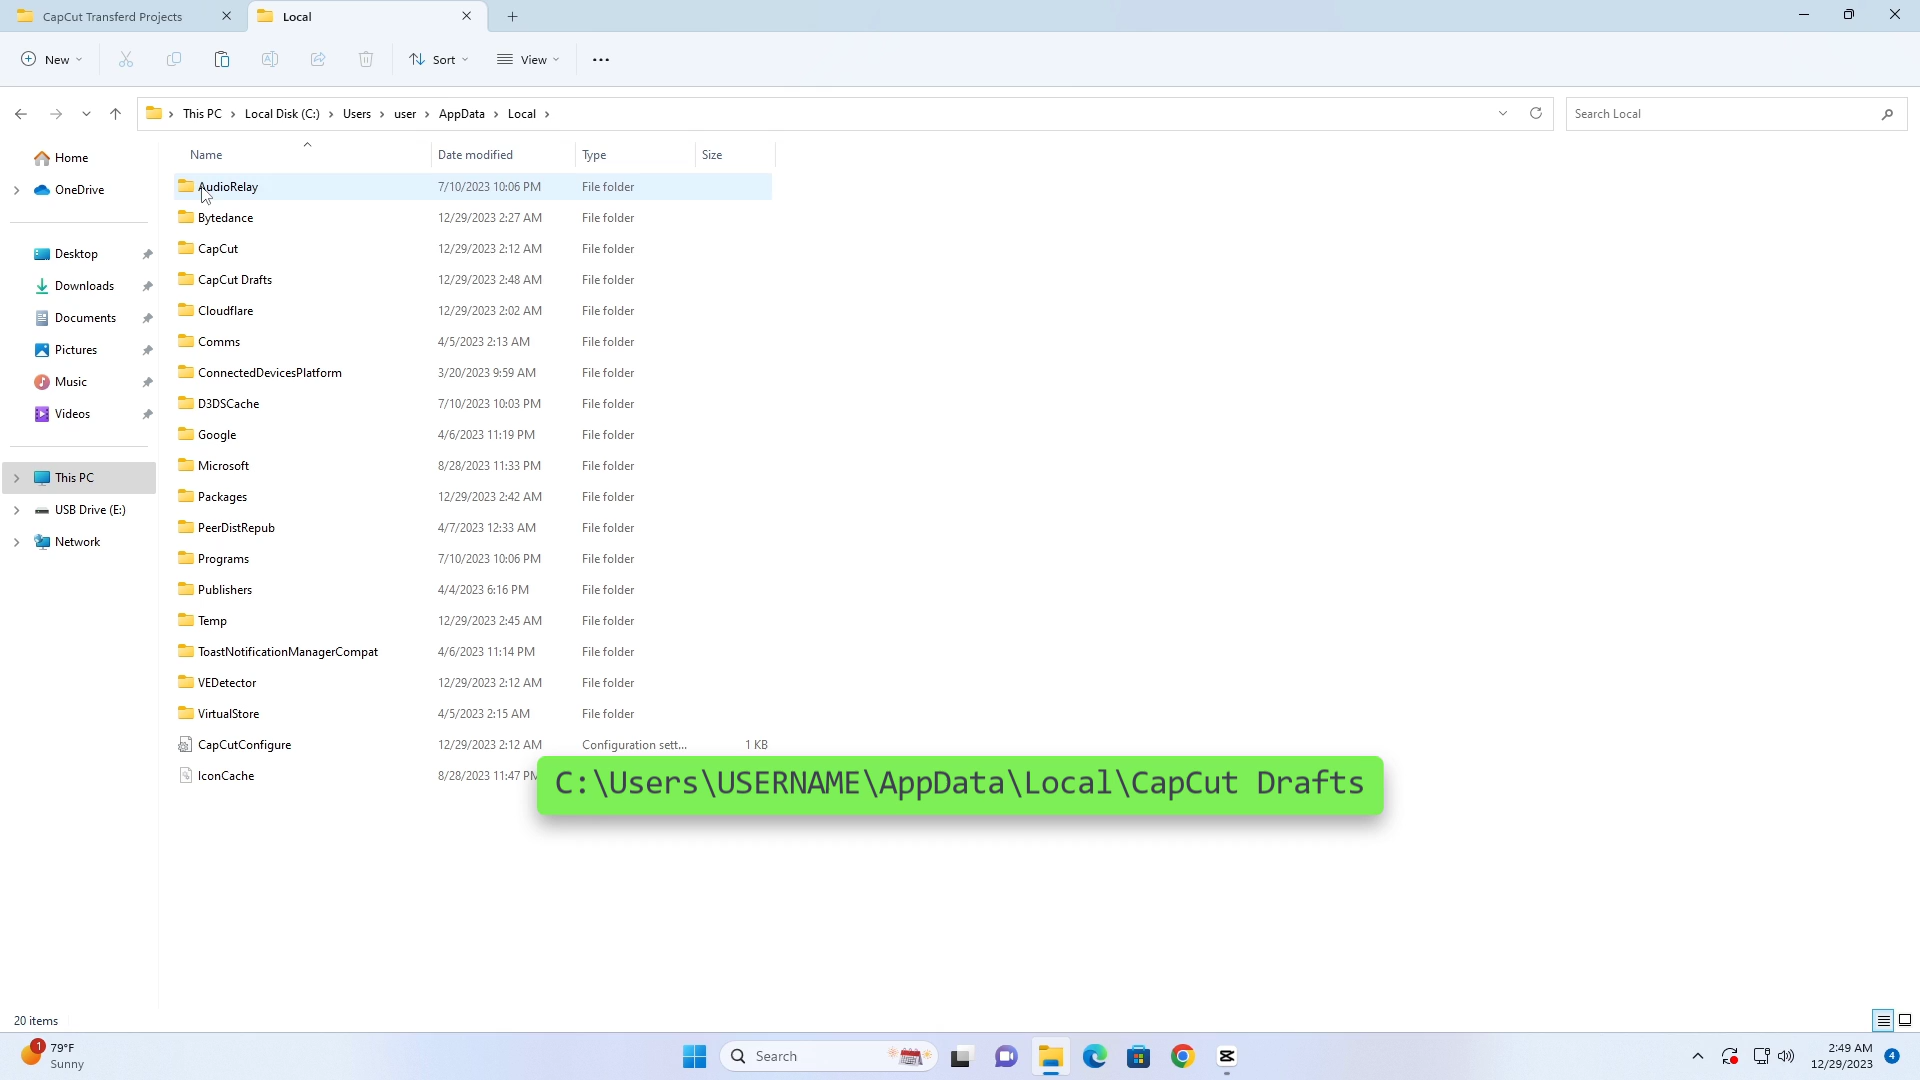 CapCut Transferd Projects
Local
New
Sort
View
This PC
Local Disk (C:)
Users
user
AppData
Local
Search Local
Name
Date modified
Type
Size
Home
OneDrive
Desktop
Downloads
Documents
Pictures
Music
Videos
This PC
USB Drive (E:)
Network
AudioRelay 7/10/2023 10:06 PM File folder
Bytedance 12/29/2023 2:27 AM File folder
CapCut 12/29/2023 2:12 AM File folder
CapCut Drafts 12/29/2023 2:48 AM File folder
Cloudflare 12/29/2023 2:02 AM File folder
Comms 4/5/2023 2:13 AM File folder
ConnectedDevicesPlatform 3/20/2023 9:59 AM File folder
D3DSCache 7/10/2023 10:03 PM File folder
Google 4/6/2023 11:19 PM File folder
Microsoft 8/28/2023 11:33 PM File folder
Packages 12/29/2023 2:42 AM File folder
PeerDistRepub 4/7/2023 12:33 AM File folder
Programs 7/10/2023 10:06 PM File folder
Publishers 4/4/2023 6:16 PM File folder
Temp 12/29/2023 2:45 AM File folder
ToastNotificationManagerCompat 4/6/2023 11:14 PM File folder
VEDetector 12/29/2023 2:12 AM File folder
VirtualStore 4/5/2023 2:15 AM File folder
CapCutConfigure 12/29/2023 2:12 AM Configuration sett... 1 KB
IconCache 8/28/2023 11:47 PM
C:\Users\USERNAME\AppData\Local\CapCut Drafts
20 items
1
79°F
Sunny
Search
2:49 AM
12/29/2023
4